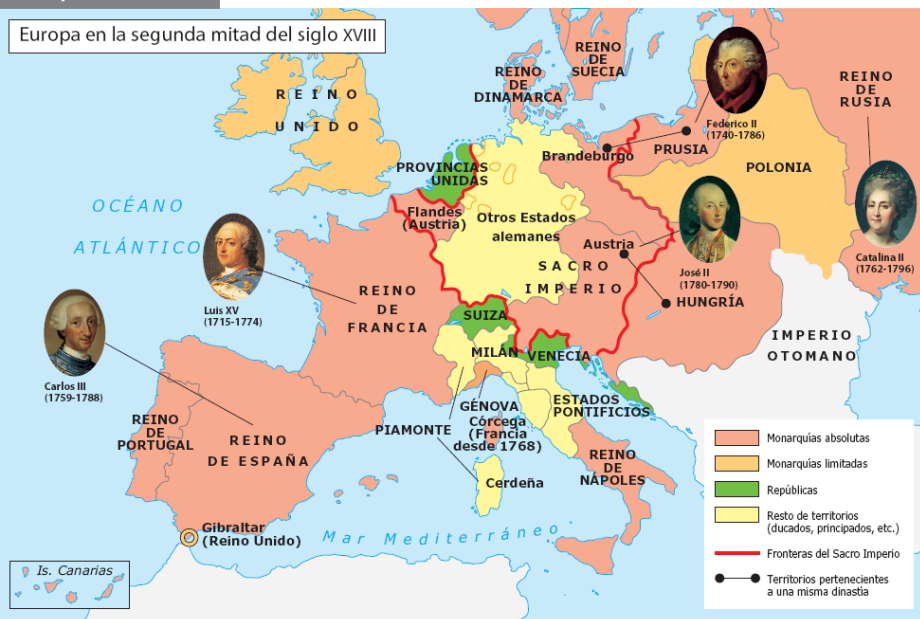 Europa en la segunda mitad del siglo XVIII
REINO
UNIDO
REINO
DE
DINAMARCA
REINO
DE
SUECIA
REINO
DE
RUSIA
Federico II
(1740-1786)
PRUSIA
Brandeburgo
POLONIA
PROVINCIAS
UNIDAS
OCÉANO
ATLÁNTICO
Flandes
(Austria)
Otros Estados
alemanes
Austria
SACRO
IMPERIO
José II
(1780-1790)
HUNGRÍA
Catalina II
(1762-1796)
Luis XV
(1715-1774)
REINO
DE
FRANCIA
SUIZA
MILÁN
VENECIA
IMPERIO
OTOMANO
Carlos III
(1759-1788)
REINO
DE
PORTUGAL
REINO
DE ESPAÑA
PIAMONTE
GÉNOVA
Córcega
(Francia
desde 1768)
ESTADOS
PONTIFICIOS
REINO
DE
NÁPOLES
Cerdeña
Gibraltar
(Reino Unido)
Mar Mediterráneo
Is. Canarias
Monarquías absolutas
Monarquías limitadas
Repúblicas
Resto de territorios
(ducados, principados, etc.)
Fronteras del Sacro Imperio
Territorios pertenecientes
a una misma dinastía